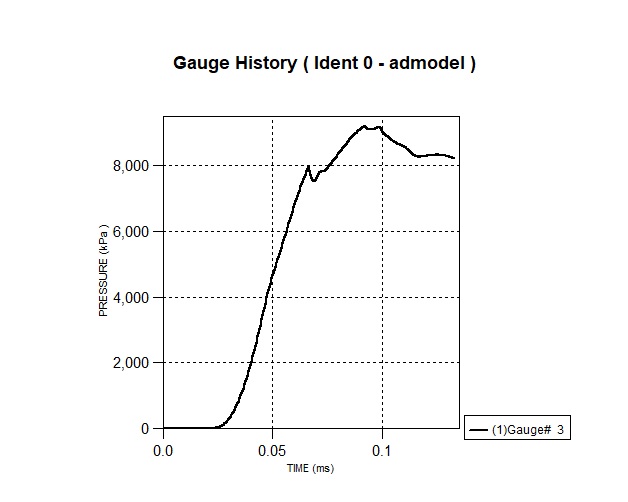 Gauge History ( Ident 0 - admodel )
8,000
6,000
4,000
2,000
0
PRESSURE (kPa )
0.0 0.05 0.1
TIME (ms)
(1)Gauge# 3